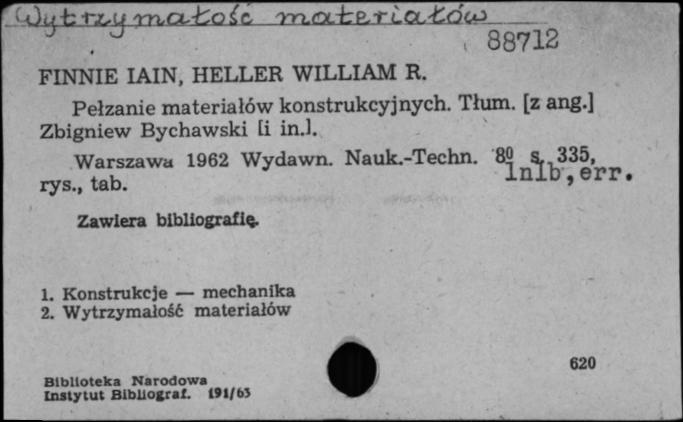 Wytrzymałość materiałów
88712
FINNIE IAIN, HELLER WILLIAM R.
Pełzanie materiałów konstrukcyjnych. Tłum. [z ang.]
Zbigniew Bychawski [i in.].
Warszawa 1962 Wydawn. Nauk.-Techn. 8⁰ s. 335,
1nlb, err.
rys., tab.
Zawiera bibliografię.
1. Konstrukcje — mechanika
2. Wytrzymałość materiałów
620
Biblioteka Narodowa
Instytut Bibliograf. 191/63